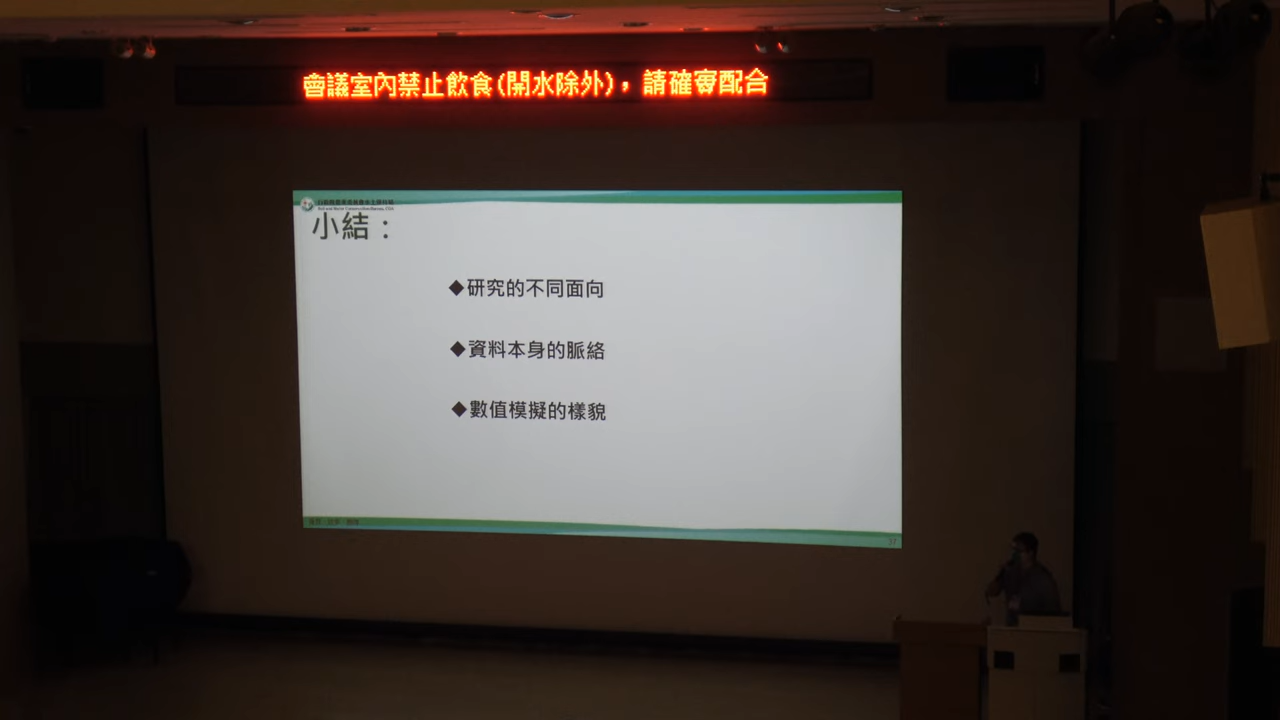 會議室內禁止飲食(開水除外)，請確實配合
小結：
◆研究的不同面向
◆資料本身的脈絡
◆數值模擬的樣貌
37